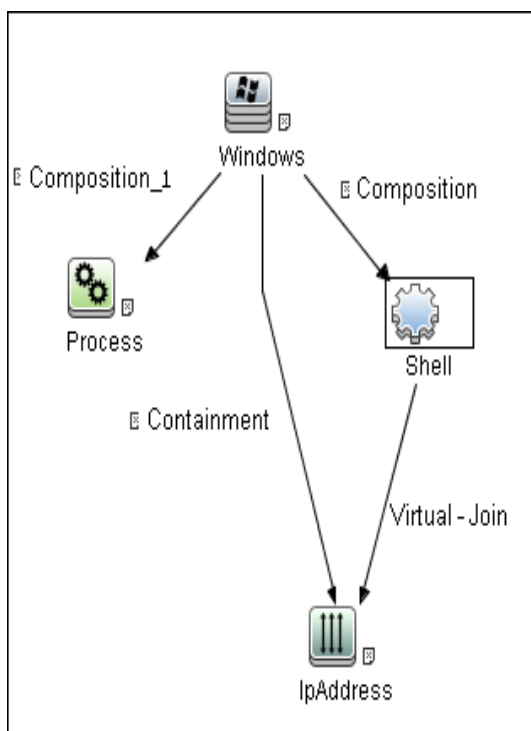 Windows
Composition_1
Composition
Process
Shell
Containment
Virtual - Join
IpAddress